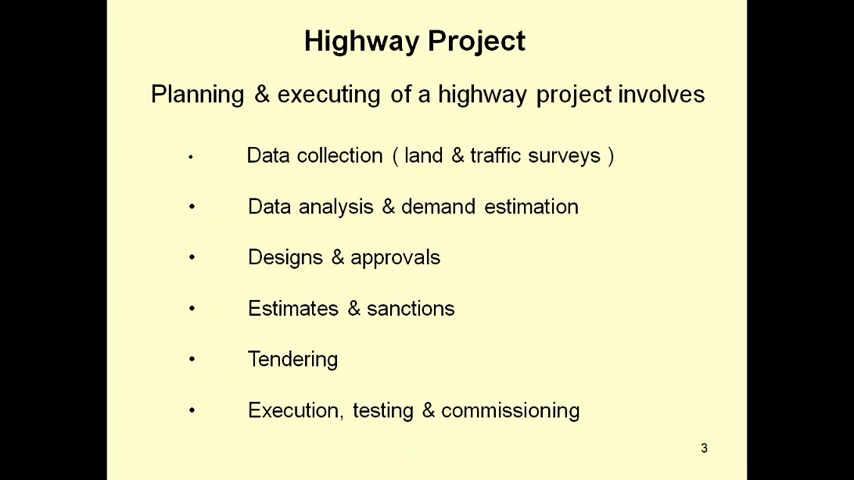 Highway Project
Planning & executing of a highway project involves
• Data collection ( land & traffic surveys )
• Data analysis & demand estimation
• Designs & approvals
• Estimates & sanctions
• Tendering
• Execution, testing & commissioning
3